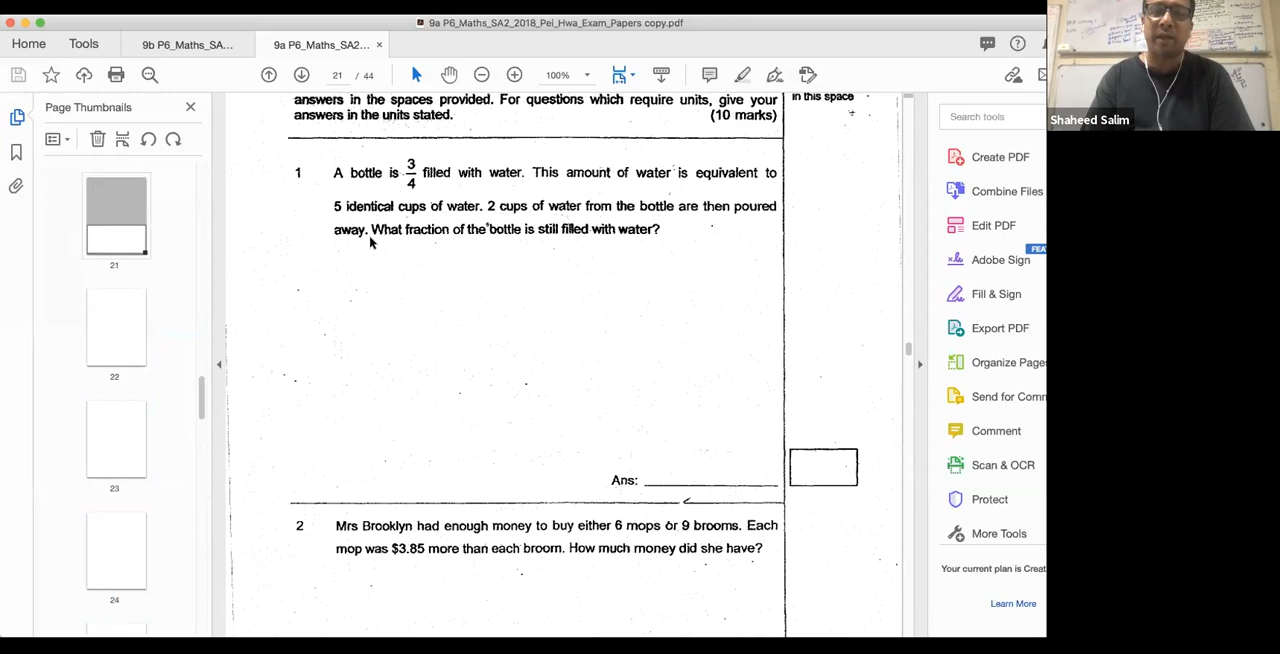 9a P6_Maths_SA2_2018_Pei_Hwa_Exam_Papers copy.pdf
Home
Tools
9b P6_Maths_SA...
9a P6_Maths_SA2...
21 / 44
100%
Page Thumbnails
21
22
23
24
answers in the spaces provided. For questions which require units, give your
answers in the units stated. (10 marks)
in this space
1 A bottle is 3/4 filled with water. This amount of water is equivalent to
5 identical cups of water. 2 cups of water from the bottle are then poured
away. What fraction of the bottle is still filled with water?
Ans:
2 Mrs Brooklyn had enough money to buy either 6 mops or 9 brooms. Each
mop was $3.85 more than each broom. How much money did she have?
Search tools
Create PDF
Combine Files
Edit PDF
FEA
Adobe Sign
Fill & Sign
Export PDF
Organize Page
Send for Comm
Comment
Scan & OCR
Protect
More Tools
Your current plan is Creat
Learn More
Shaheed Salim